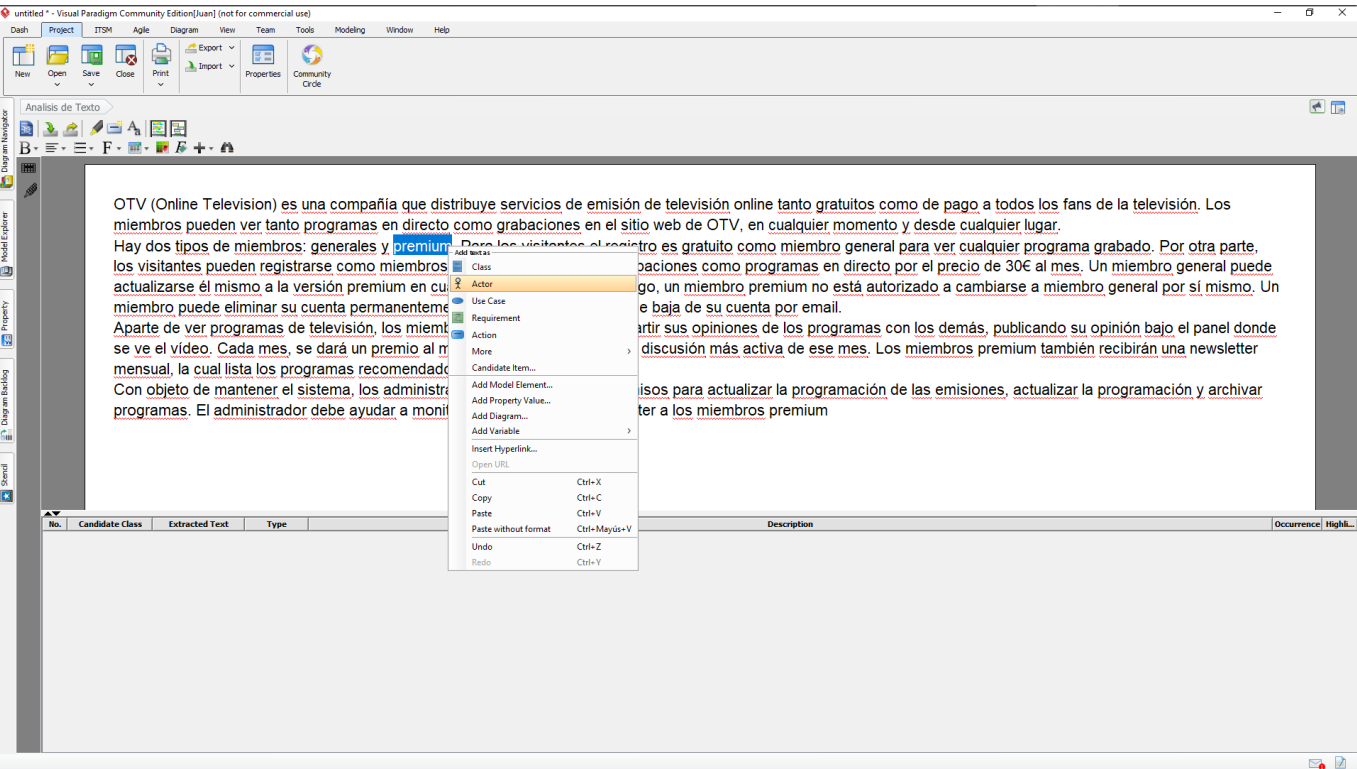 untitled * - Visual Paradigm Community Edition[Juan] (not for commercial use)
Dash Project ITSM Agile Diagram View Team Tools Modeling Window Help
New Open Save Close Print Export Import Properties Community Circle
Analisis de Texto
Diagram Navigator
Model Explorer
Property
Diagram Backlog
Stencil
OTV (Online Television) es una compañía que distribuye servicios de emisión de televisión online tanto gratuitos como de pago a todos los fans de la televisión. Los
miembros pueden ver tanto programas en directo como grabaciones en el sitio web de OTV, en cualquier momento y desde cualquier lugar.
Hay dos tipos de miembros: generales y premium. Para los visitantes el registro es gratuito como miembro general para ver cualquier programa grabado. Por otra parte,
los visitantes pueden registrarse como miembros baciones como programas en directo por el precio de 30€ al mes. Un miembro general puede
actualizarse él mismo a la versión premium en cu go, un miembro premium no está autorizado a cambiarse a miembro general por sí mismo. Un
miembro puede eliminar su cuenta permanenteme e baja de su cuenta por email.
Aparte de ver programas de televisión, los miemb artir sus opiniones de los programas con los demás, publicando su opinión bajo el panel donde
se ve el vídeo. Cada mes, se dará un premio al m discusión más activa de ese mes. Los miembros premium también recibirán una newsletter
mensual, la cual lista los programas recomendado
Con objeto de mantener el sistema, los administra misos para actualizar la programación de las emisiones, actualizar la programación y archivar
programas. El administrador debe ayudar a monit ter a los miembros premium
Add text as
Class
Actor
Use Case
Requirement
Action
More
Candidate Item...
Add Model Element...
Add Property Value...
Add Diagram...
Add Variable
Insert Hyperlink...
Open URL
Cut Ctrl+X
Copy Ctrl+C
Paste Ctrl+V
Paste without format Ctrl+Mayús+V
Undo Ctrl+Z
Redo Ctrl+Y
No. Candidate Class Extracted Text Type Description Occurrence Highli...